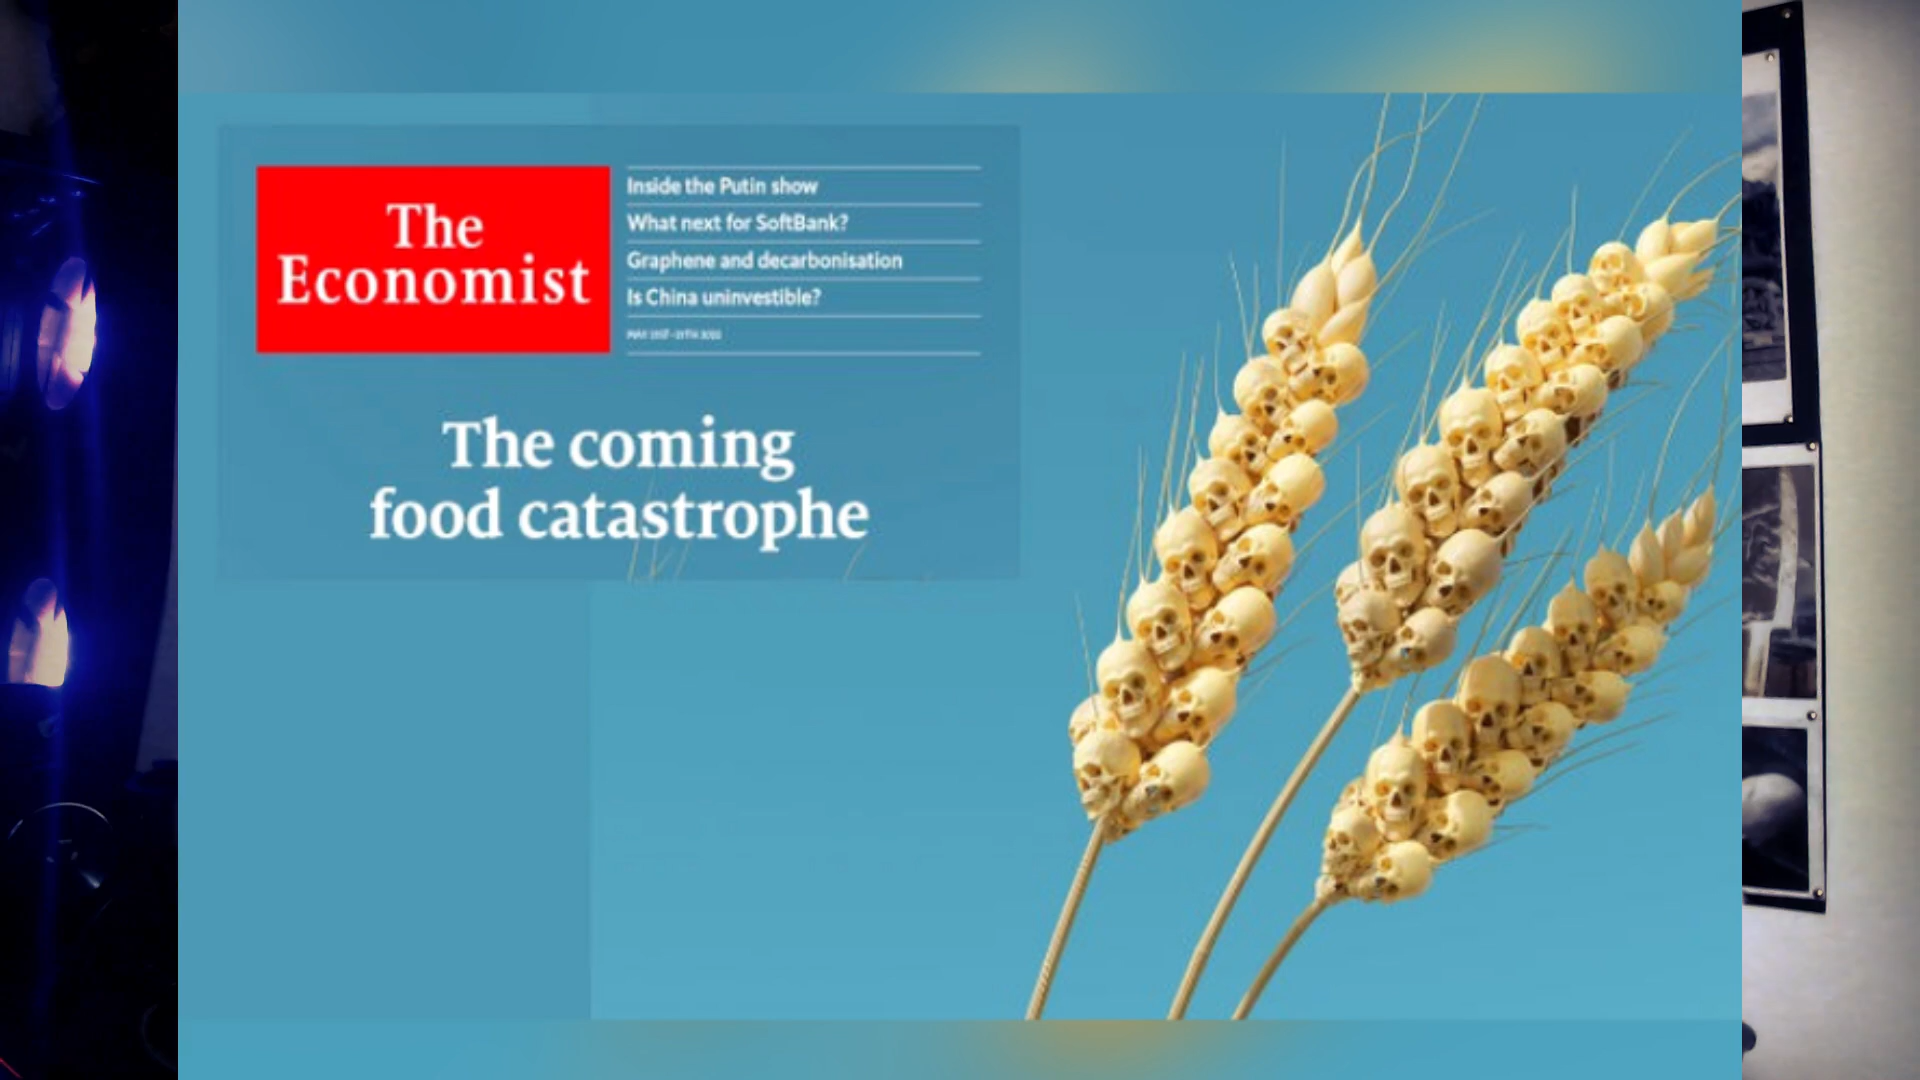 The
Economist
Inside the Putin show
What next for SoftBank?
Graphene and decarbonisation
Is China uninvestible?
The coming
food catastrophe